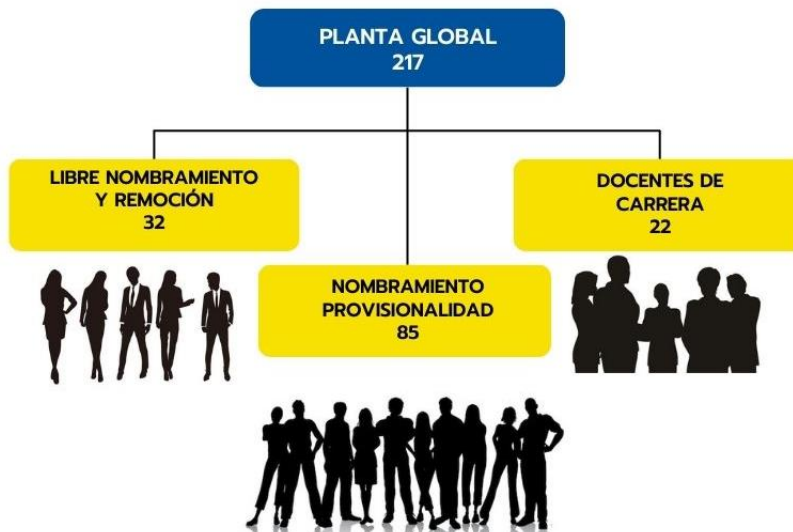 PLANTA GLOBAL
217
LIBRE NOMBRAMIENTO
Y REMOCIÓN
32
DOCENTES DE
CARRERA
22
NOMBRAMIENTO
PROVISIONALIDAD
85